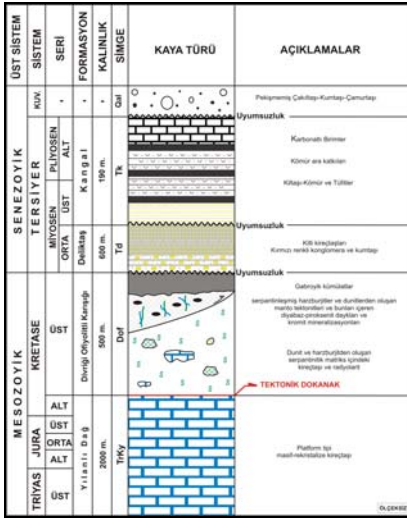 ÜST SİSTEM
SİSTEM
SERİ
FORMASYON
KALINLIK
SİMGE
KAYA TÜRÜ
AÇIKLAMALAR
SENEZOYİK
KUV.
-
-
-
Qal
Pekişmemiş Çakıltaşı-Kumtaşı-Çamurtaşı
Uyumsuzluk
TERSİYER
PLİYOSEN
ALT
MİYOSEN
ÜST
ORTA
Kangal
190 m.
Tk
Karbonatlı Birimler
Kömür ara katkıları
Kiltaşı-Kömür ve Tüfitler
Uyumsuzluk
Deliktaş
600 m.
Td
Killi kireçtaşları
Kırmızı renkli konglomera ve kumtaşı
Uyumsuzluk
MESOZOYİK
KRETASE
ÜST
Divriği Ofiyolitli Karışığı
500 m.
Dof
Gabroyik kümülatlar
serpantinleşmiş harzburjitler ve dunitlerden oluşan
manto tektonitleri ve bunları içeren
diyabaz-piroksenit daykları ve
kromit mineralizasyonları
Dunit ve harzburjitden oluşan
serpantinitik matriks içindeki
kireçtaşı ve radyolarit
TEKTONİK DOKANAK
ALT
JURA
ÜST
ORTA
ALT
TRİYAS
ÜST
Yılanlı Dağ
2000 m.
TrKy
Platform tipi
masif-rekristalize kireçtaşı
ÖLÇEKSİZ